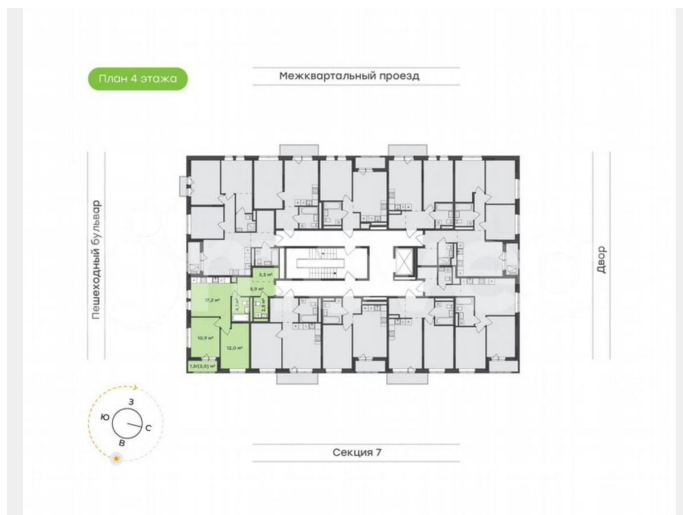 План 4 этажа
Межквартальный проезд
Пешеходный бульвар
Двор
3,5 м²
5,9 м²
17,2 м²
10,9 м²
12,0 м²
З
Ю
С
В
Секция 7